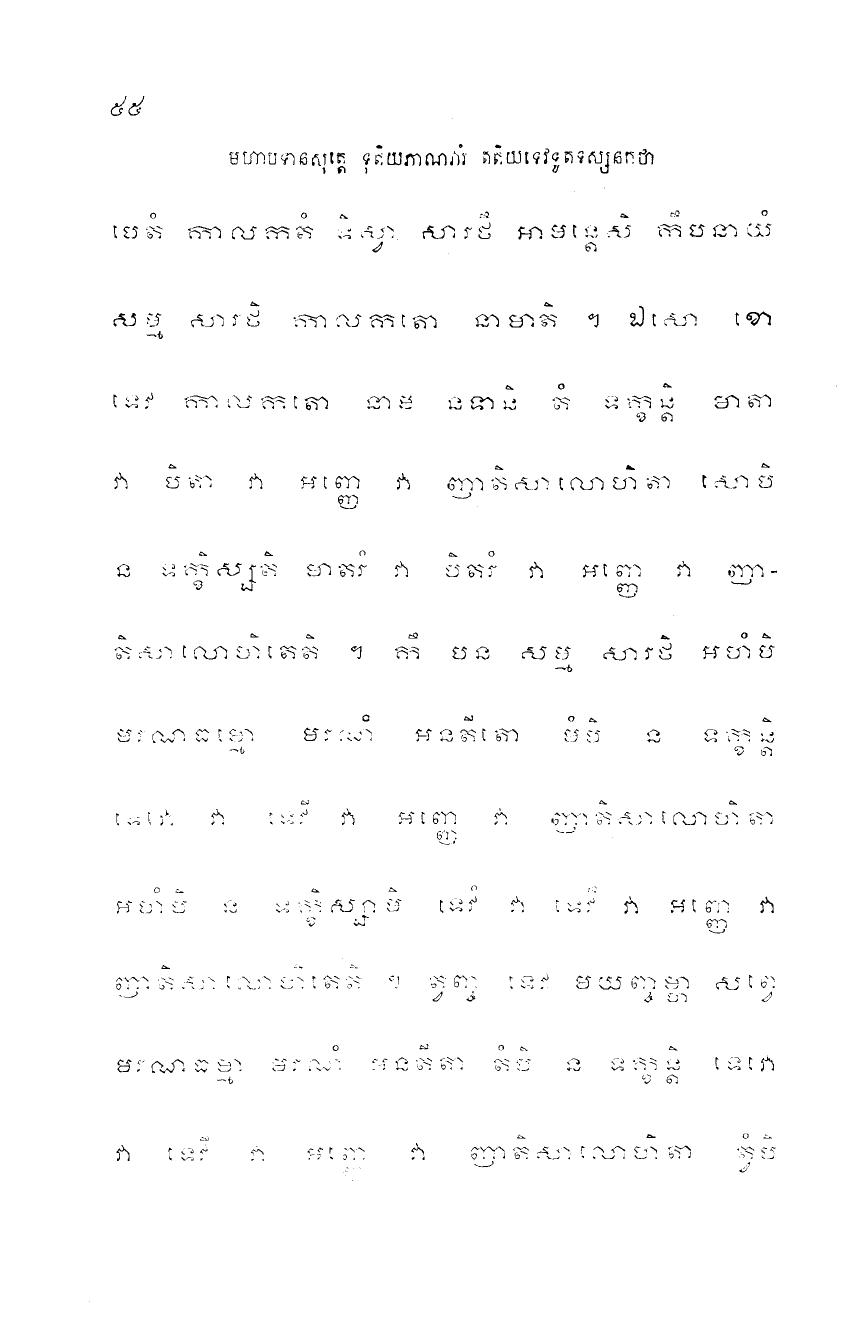 ៥៥
មហាបទានសុត្តេ ទុតិយភាណវារំ តតិយទេវទូតទស្សនកថា
បេតំ កាលកតំ ទិស្វា សារថឹ អាមន្តេសិ កឹបនាយំ
សម្ម សារថិ កាលកតោ នាមាតិ ។ ឯសោ ខោ
ទេវ កាលកតោ នាម នទានិ តំ ទក្ខន្តិ មាតា
វា បិតា វា អញ្ញេ វា ញាតិសាលោហិតា សោបិ
ន ទក្ខិស្សតិ មាតរំ វា បិតរំ វា អញ្ញេ វា ញា-
តិសាលោហិតេតិ ។ កឹ បន សម្ម សារថិ អហំបិ
មរណធម្មោ មរណំ អនតីតោ បំបិ ន ទក្ខន្តិ
ទេវោ វា ទេវី វា អញ្ញេ វា ញាតិសាលោហិតា
អហំបិ ន ទក្ខិស្សាមិ ទេវំ វា ទេវឹ វា អញ្ញេ វា
ញាតិសាលោហិតេតិ ។ ត្វញ្ច ទេវ មយញ្ចម្ហា សព្វេ
មរណធម្មា មរណំ អនតីតា តំបិ ន ទក្ខន្តិ ទេវោ
វា ទេវី វា អញ្ញេ វា ញាតិសាលោហិតា ត្វំបិ